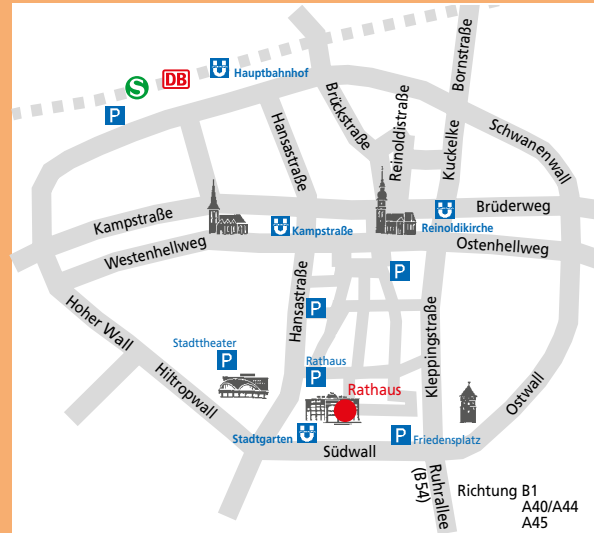 Bornstraße
S
DB
U
Hauptbahnhof
P
Brückstraße
Reinoldistraße
Kuckelke
Schwanenwall
Hansastraße
Kampstraße
U
Kampstraße
U
Reinoldikirche
Brüderweg
Westenhellweg
Ostenhellweg
P
Hansastraße
P
Kleppingstraße
Hoher Wall
Stadttheater
P
Rathaus
P
Rathaus
Hiltropwall
Ostwall
Stadtgarten
U
Südwall
P
Friedensplatz
Ruhrallee
(B54)
Richtung B1
A40/A44
A45